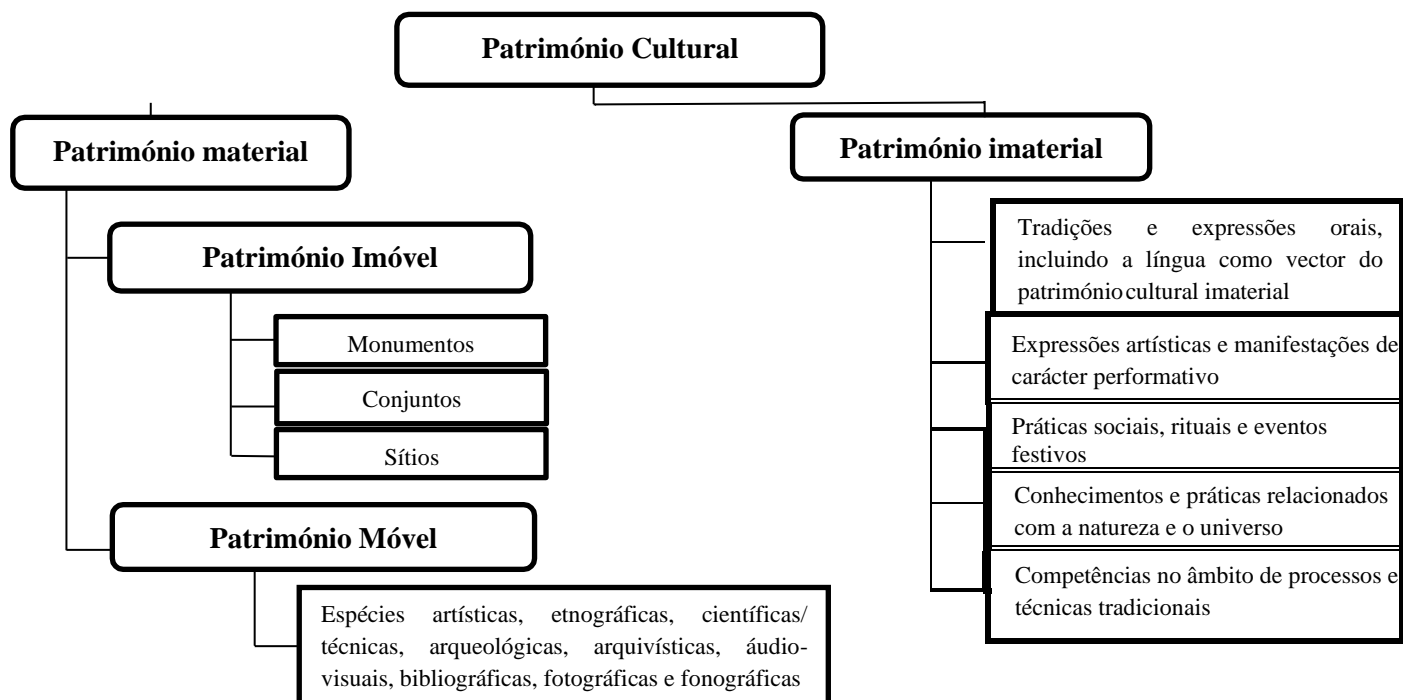 Património Cultural
Património material
Património Imóvel
Monumentos
Conjuntos
Sítios
Património Móvel
Espécies artísticas, etnográficas, científicas/
técnicas, arqueológicas, arquivísticas, áudio-
visuais, bibliográficas, fotográficas e fonográficas
Património imaterial
Tradições e expressões orais,
incluindo a língua como vector do
património cultural imaterial
Expressões artísticas e manifestações de
carácter performativo
Práticas sociais, rituais e eventos
festivos
Conhecimentos e práticas relacionados
com a natureza e o universo
Competências no âmbito de processos e
técnicas tradicionais